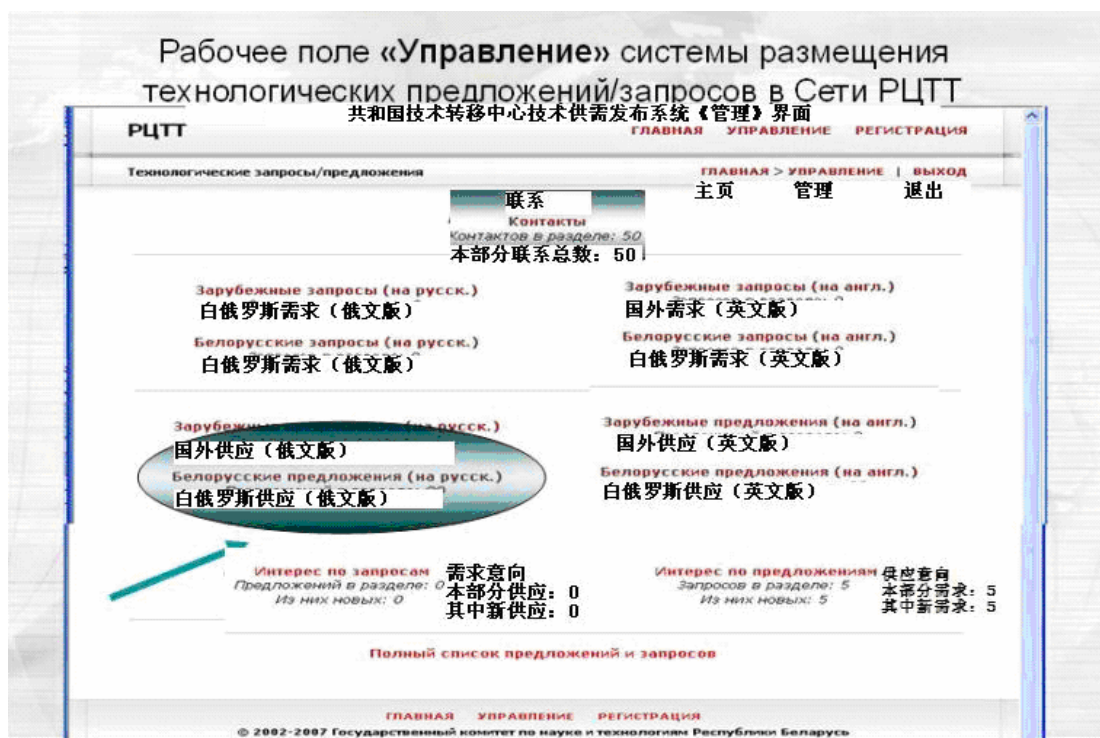 Рабочее поле «Управление» системы размещения
технологических предложений/запросов в Сети РЦТТ
共和国技术转移中心技术供需发布系统《管理》界面
РЦТТ
ГЛАВНАЯ УПРАВЛЕНИЕ РЕГИСТРАЦИЯ
Технологические запросы/предложения
ГЛАВНАЯ > УПРАВЛЕНИЕ | ВЫХОД
主页 管理 退出
联系
Контакты
Контактов в разделе: 50
本部分联系总数：50
Зарубежные запросы (на русск.)
白俄罗斯需求（俄文版）
Белорусские запросы (на русск.)
白俄罗斯需求（俄文版）
Зарубежные запросы (на англ.)
国外需求（英文版）
Белорусские запросы (на англ.)
白俄罗斯需求（英文版）
(на русск.)
国外供应（俄文版）
Белорусские предложения (на русск.)
白俄罗斯供应（俄文版）
Зарубежные предложения (на англ.)
国外供应（英文版）
Белорусские предложения (на англ.)
白俄罗斯供应（英文版）
Интерес по запросам
Предложений в разделе: 0
Из них новых: 0
需求意向
本部分供应：0
其中新供应：0
Интерес по предложениям
Запросов в разделе: 5
Из них новых: 5
供应意向
本部分需求：5
其中新需求：5
Полный список предложений и запросов
ГЛАВНАЯ УПРАВЛЕНИЕ РЕГИСТРАЦИЯ
© 2002-2007 Государственный комитет по науке и технологиям Республики Беларусь